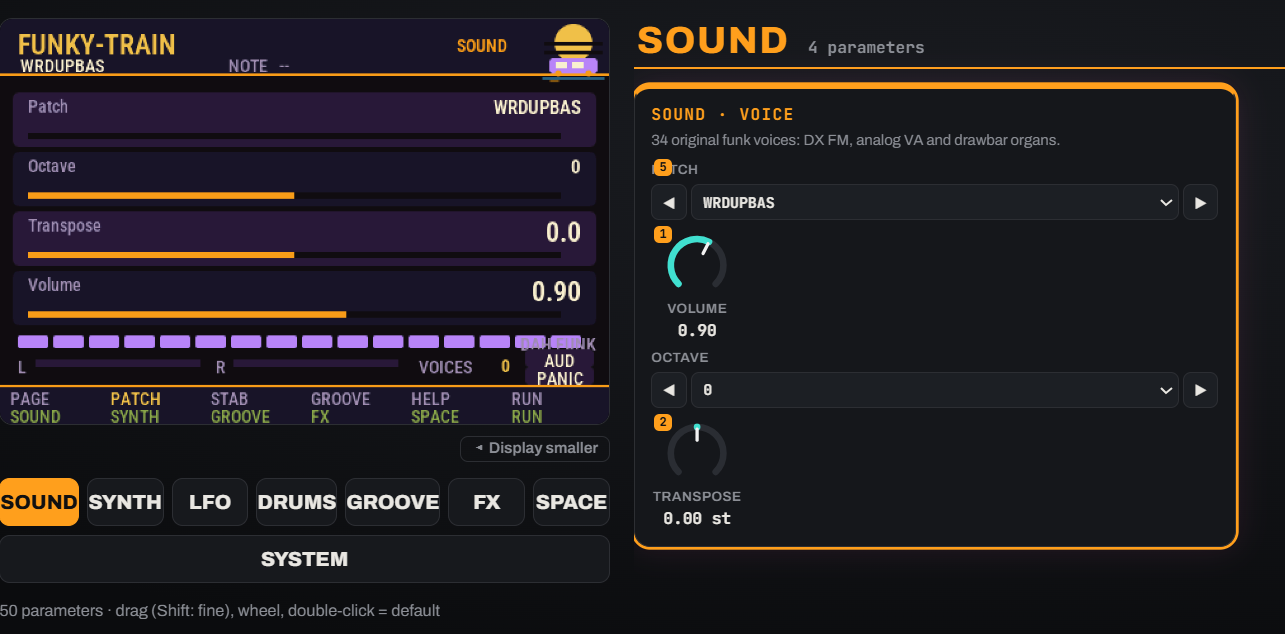 FUNKY-TRAIN
SOUND
WRDUPBAS
NOTE --
Patch
WRDUPBAS
Octave
0
Transpose
0.0
Volume
0.90
DAH FUNK
L
R
VOICES
0
AUD
PANIC
PAGE
PATCH
STAB
GROOVE
HELP
RUN
SOUND
SYNTH
GROOVE
FX
SPACE
RUN
◂ Display smaller
SOUND
SYNTH
LFO
DRUMS
GROOVE
FX
SPACE
SYSTEM
50 parameters · drag (Shift: fine), wheel, double-click = default
SOUND
4 parameters
SOUND · VOICE
34 original funk voices: DX FM, analog VA and drawbar organs.
5
TCH
◀
WRDUPBAS
▶
1
VOLUME
0.90
OCTAVE
◀
0
▶
2
TRANSPOSE
0.00 st